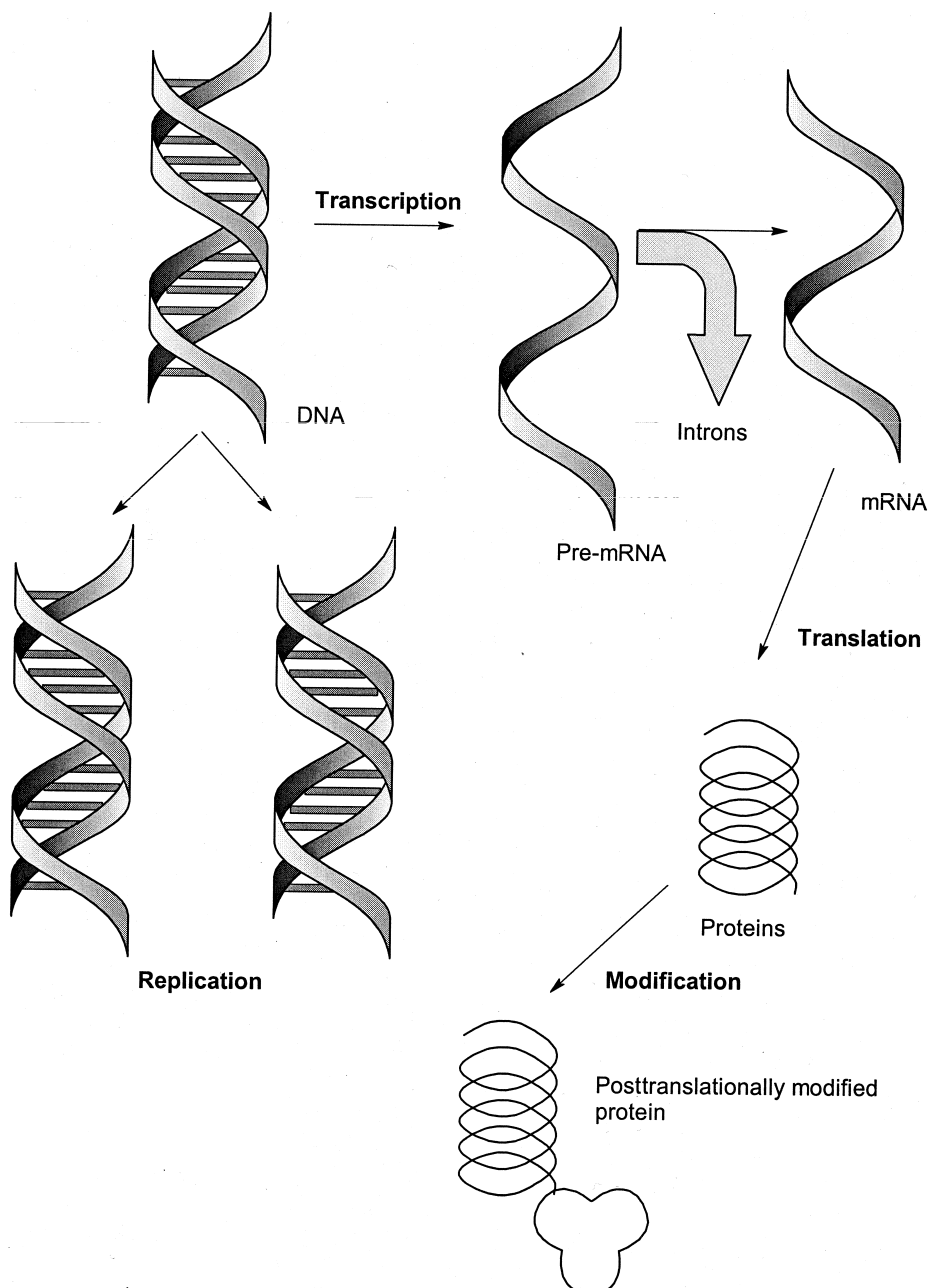 Transcription
DNA
Introns
mRNA
Pre-mRNA
Translation
Proteins
Replication
Modification
Posttranslationally modified
protein